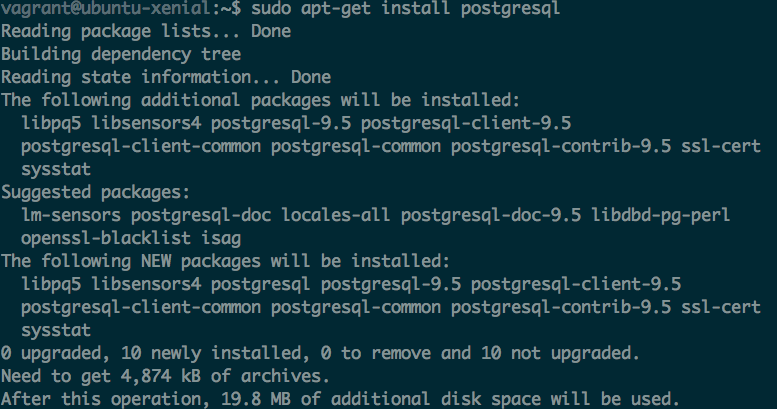 vagrant@ubuntu-xenial:~$ sudo apt-get install postgresql
Reading package lists... Done
Building dependency tree
Reading state information... Done
The following additional packages will be installed:
  libpq5 libsensors4 postgresql-9.5 postgresql-client-9.5
  postgresql-client-common postgresql-common postgresql-contrib-9.5 ssl-cert
  sysstat
Suggested packages:
  lm-sensors postgresql-doc locales-all postgresql-doc-9.5 libdbd-pg-perl
  openssl-blacklist isag
The following NEW packages will be installed:
  libpq5 libsensors4 postgresql postgresql-9.5 postgresql-client-9.5
  postgresql-client-common postgresql-common postgresql-contrib-9.5 ssl-cert
  sysstat
0 upgraded, 10 newly installed, 0 to remove and 10 not upgraded.
Need to get 4,874 kB of archives.
After this operation, 19.8 MB of additional disk space will be used.